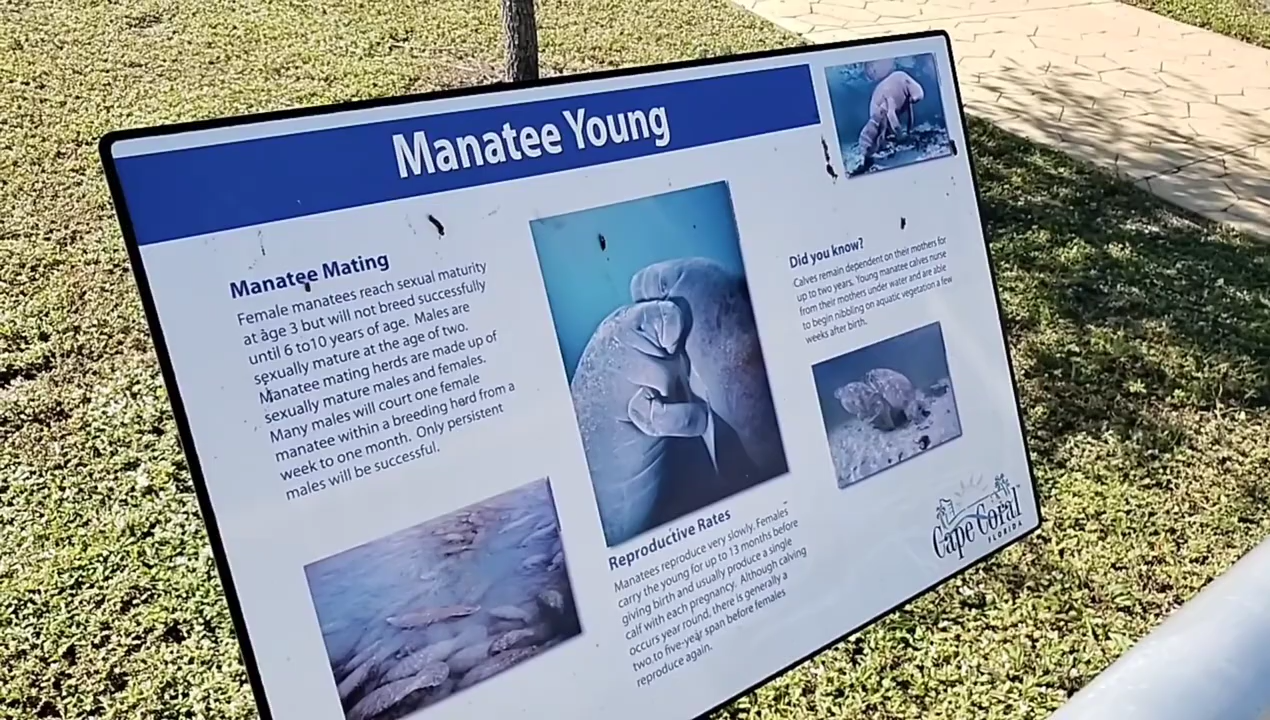 Manatee Young
Manatee Mating
Female manatees reach sexual maturity
at age 3 but will not breed successfully
until 6 to10 years of age. Males are
sexually mature at the age of two.
Manatee mating herds are made up of
sexually mature males and females.
Many males will court one female
manatee within a breeding herd from a
week to one month. Only persistent
males will be successful.
Reproductive Rates
Manatees reproduce very slowly. Females
carry the young for up to 13 months before
giving birth and usually produce a single
calf with each pregnancy. Although calving
occurs year round, there is generally a
two to five-year span before females
reproduce again.
Did you know?
Calves remain dependent on their mothers for
up to two years. Young manatee calves nurse
from their mothers under water and are able
to begin nibbling on aquatic vegetation a few
weeks after birth.
Cape Coral
FLORIDA